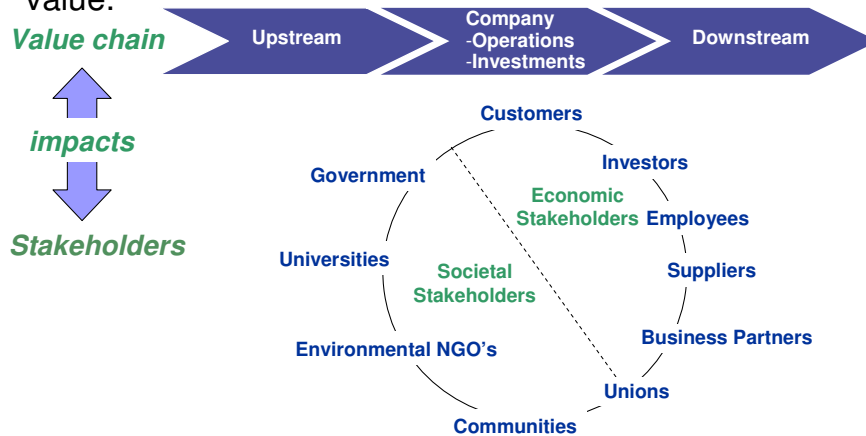 value.
Value chain
Upstream
Company
-Operations
-Investments
Downstream
impacts
Stakeholders
Customers
Investors
Government
Economic
Stakeholders
Employees
Universities
Societal
Stakeholders
Suppliers
Environmental NGO's
Business Partners
Unions
Communities